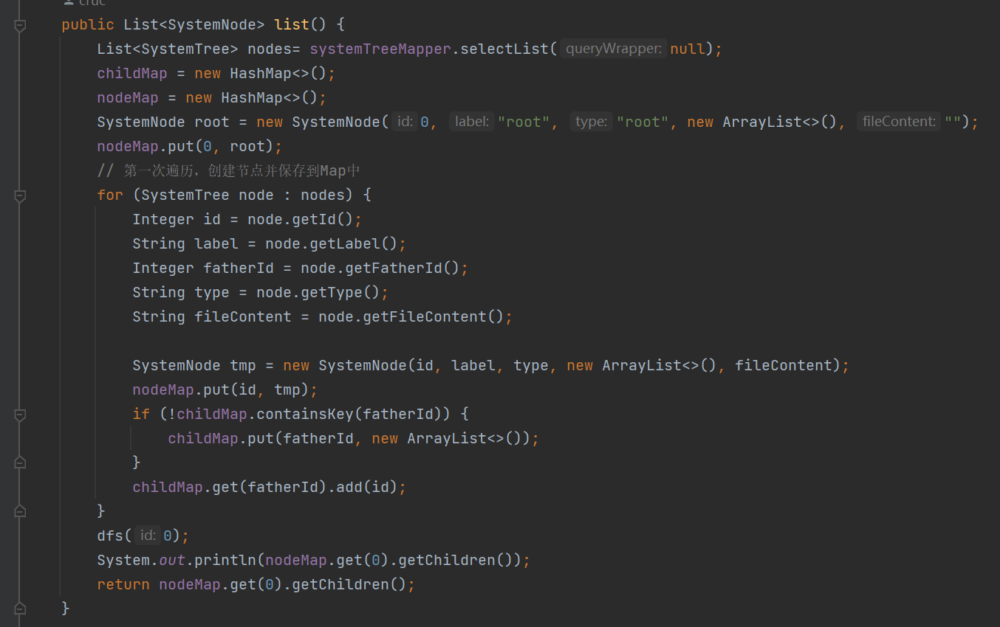 cruc
public List<SystemNode> list() {
List<SystemTree> nodes= systemTreeMapper.selectList( queryWrapper: null);
childMap = new HashMap<>();
nodeMap = new HashMap<>();
SystemNode root = new SystemNode( id: 0, label: "root", type: "root", new ArrayList<>(), fileContent: "");
nodeMap.put(0, root);
// 第一次遍历，创建节点并保存到Map中
for (SystemTree node : nodes) {
Integer id = node.getId();
String label = node.getLabel();
Integer fatherId = node.getFatherId();
String type = node.getType();
String fileContent = node.getFileContent();
SystemNode tmp = new SystemNode(id, label, type, new ArrayList<>(), fileContent);
nodeMap.put(id, tmp);
if (!childMap.containsKey(fatherId)) {
childMap.put(fatherId, new ArrayList<>());
}
childMap.get(fatherId).add(id);
}
dfs( id: 0);
System.out.println(nodeMap.get(0).getChildren());
return nodeMap.get(0).getChildren();
}